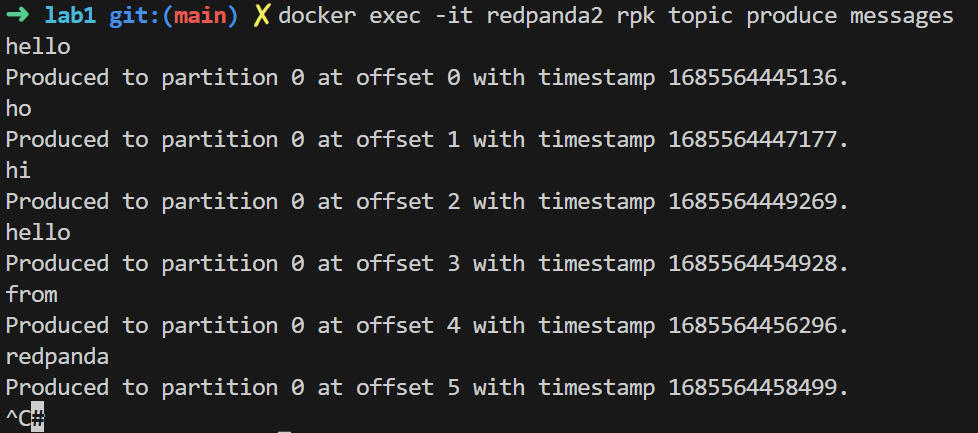 ➜ lab1 git:(main) ✗ docker exec -it redpanda2 rpk topic produce messages
hello
Produced to partition 0 at offset 0 with timestamp 1685564445136.
ho
Produced to partition 0 at offset 1 with timestamp 1685564447177.
hi
Produced to partition 0 at offset 2 with timestamp 1685564449269.
hello
Produced to partition 0 at offset 3 with timestamp 1685564454928.
from
Produced to partition 0 at offset 4 with timestamp 1685564456296.
redpanda
Produced to partition 0 at offset 5 with timestamp 1685564458499.
^C#